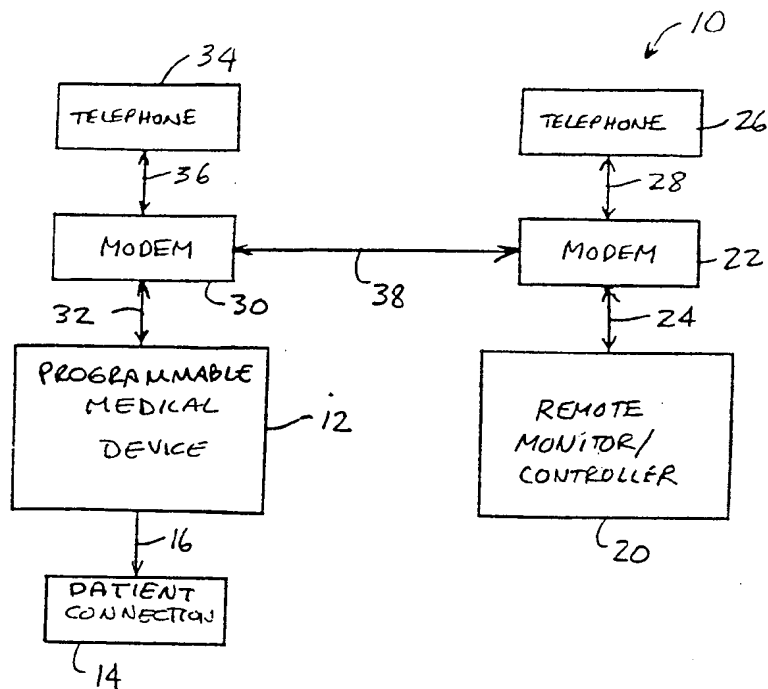 10
34
TELEPHONE
TELEPHONE
26
36
28
MODEM
MODEM
22
30
38
32
24
PROGRAMMABLE
MEDICAL
DEVICE
12
REMOTE
MONITOR/
CONTROLLER
16
20
PATIENT
CONNECTION
14